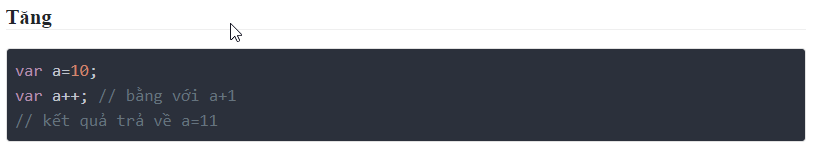 Tăng
var a=10;
var a++; // bằng với a+1
// kết quả trả về a=11